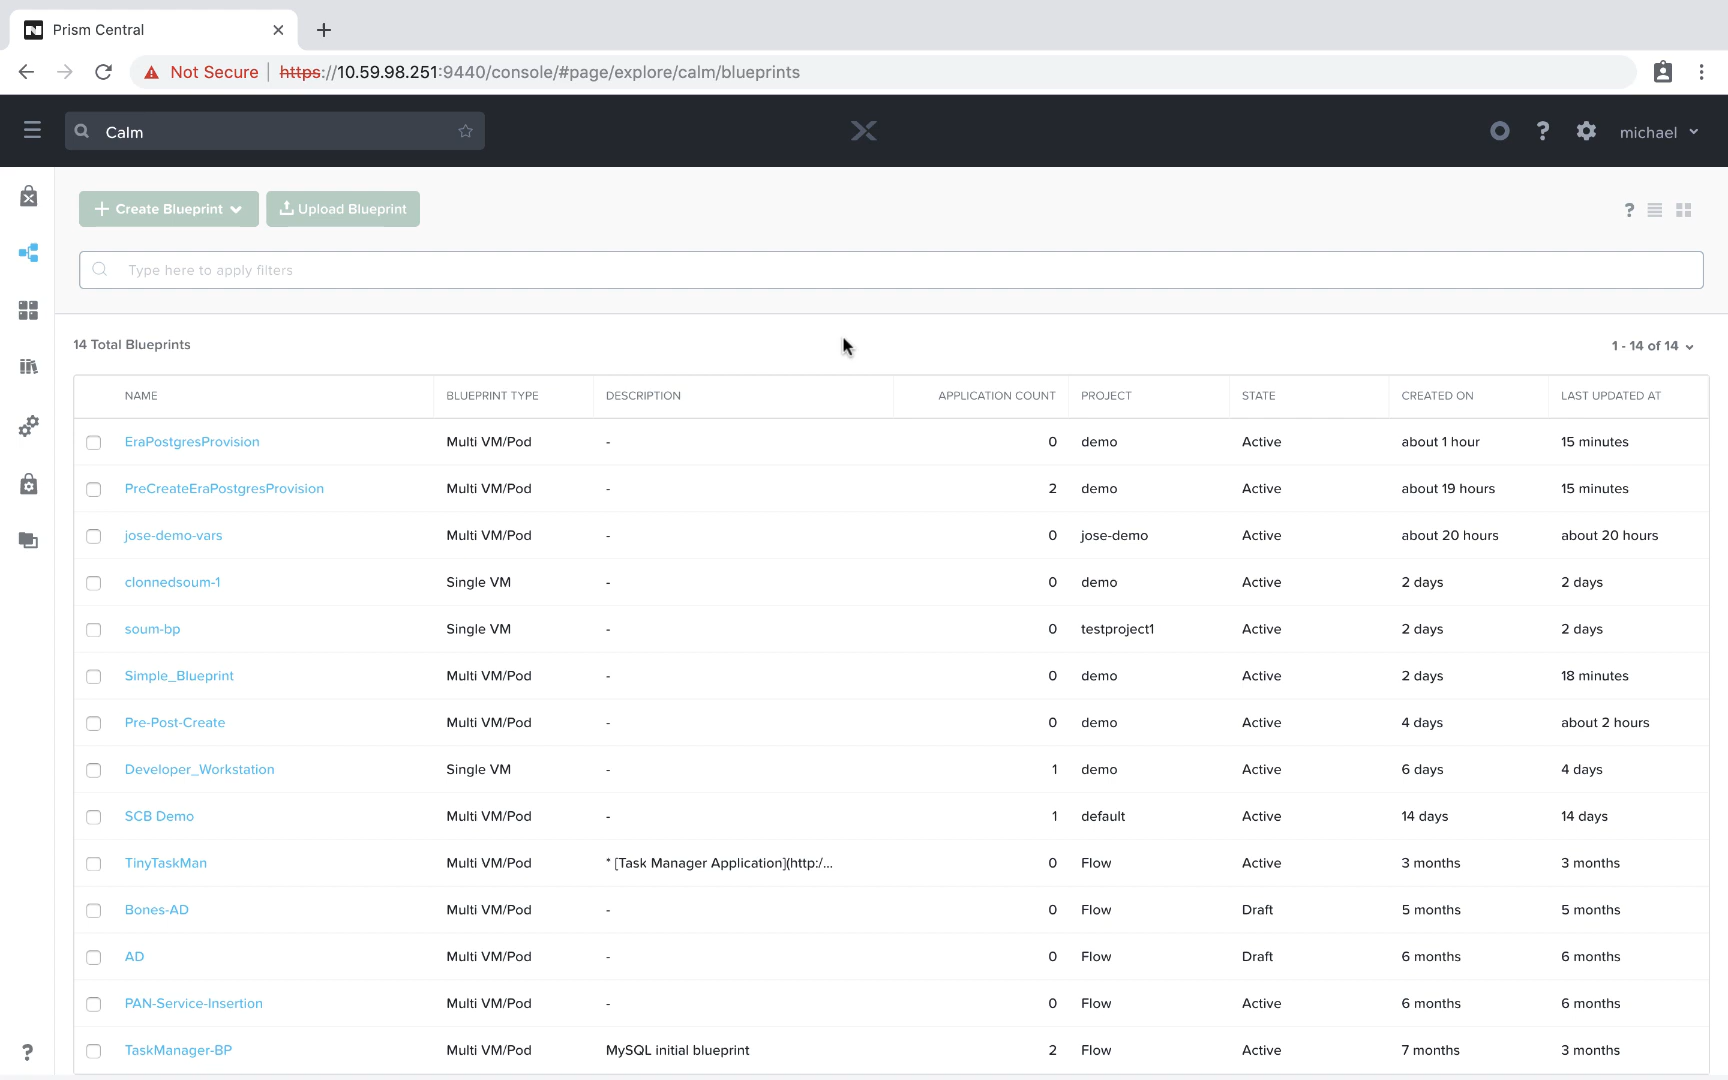 Prism Central
Not Secure https://10.59.98.251:9440/console/#page/explore/calm/blueprints
Calm ? michael
Create Blueprint Upload Blueprint ?
Type here to apply filters
14 Total Blueprints 1 - 14 of 14
NAME BLUEPRINT TYPE DESCRIPTION APPLICATION COUNT PROJECT STATE CREATED ON LAST UPDATED AT
EraPostgresProvision Multi VM/Pod - 0 demo Active about 1 hour 15 minutes
PreCreateEraPostgresProvision Multi VM/Pod - 2 demo Active about 19 hours 15 minutes
jose-demo-vars Multi VM/Pod - 0 jose-demo Active about 20 hours about 20 hours
clonnedsoum-1 Single VM - 0 demo Active 2 days 2 days
soum-bp Single VM - 0 testproject1 Active 2 days 2 days
Simple_Blueprint Multi VM/Pod - 0 demo Active 2 days 18 minutes
Pre-Post-Create Multi VM/Pod - 0 demo Active 4 days about 2 hours
Developer_Workstation Single VM - 1 demo Active 6 days 4 days
SCB Demo Multi VM/Pod - 1 default Active 14 days 14 days
TinyTaskMan Multi VM/Pod * [Task Manager Application](http:/... 0 Flow Active 3 months 3 months
Bones-AD Multi VM/Pod - 0 Flow Draft 5 months 5 months
AD Multi VM/Pod - 0 Flow Draft 6 months 6 months
PAN-Service-Insertion Multi VM/Pod - 0 Flow Active 6 months 6 months
TaskManager-BP Multi VM/Pod MySQL initial blueprint 2 Flow Active 7 months 3 months
?